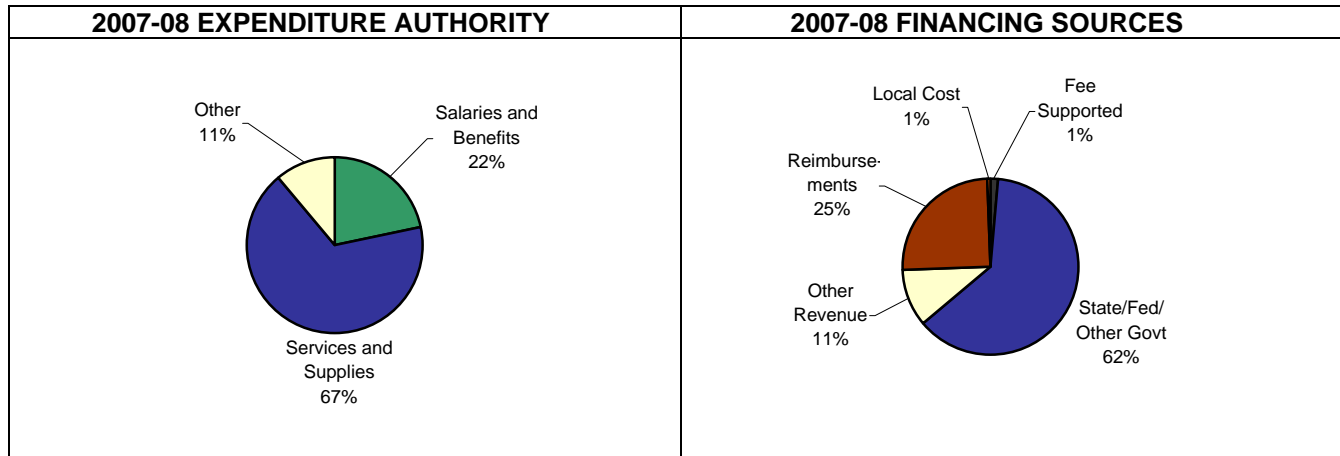 2007-08 EXPENDITURE AUTHORITY
Other
11%
Salaries and
Benefits
22%
Services and
Supplies
67%
2007-08 FINANCING SOURCES
Local Cost
1%
Fee
Supported
1%
Reimburse-
ments
25%
Other
Revenue
11%
State/Fed/
Other Govt
62%